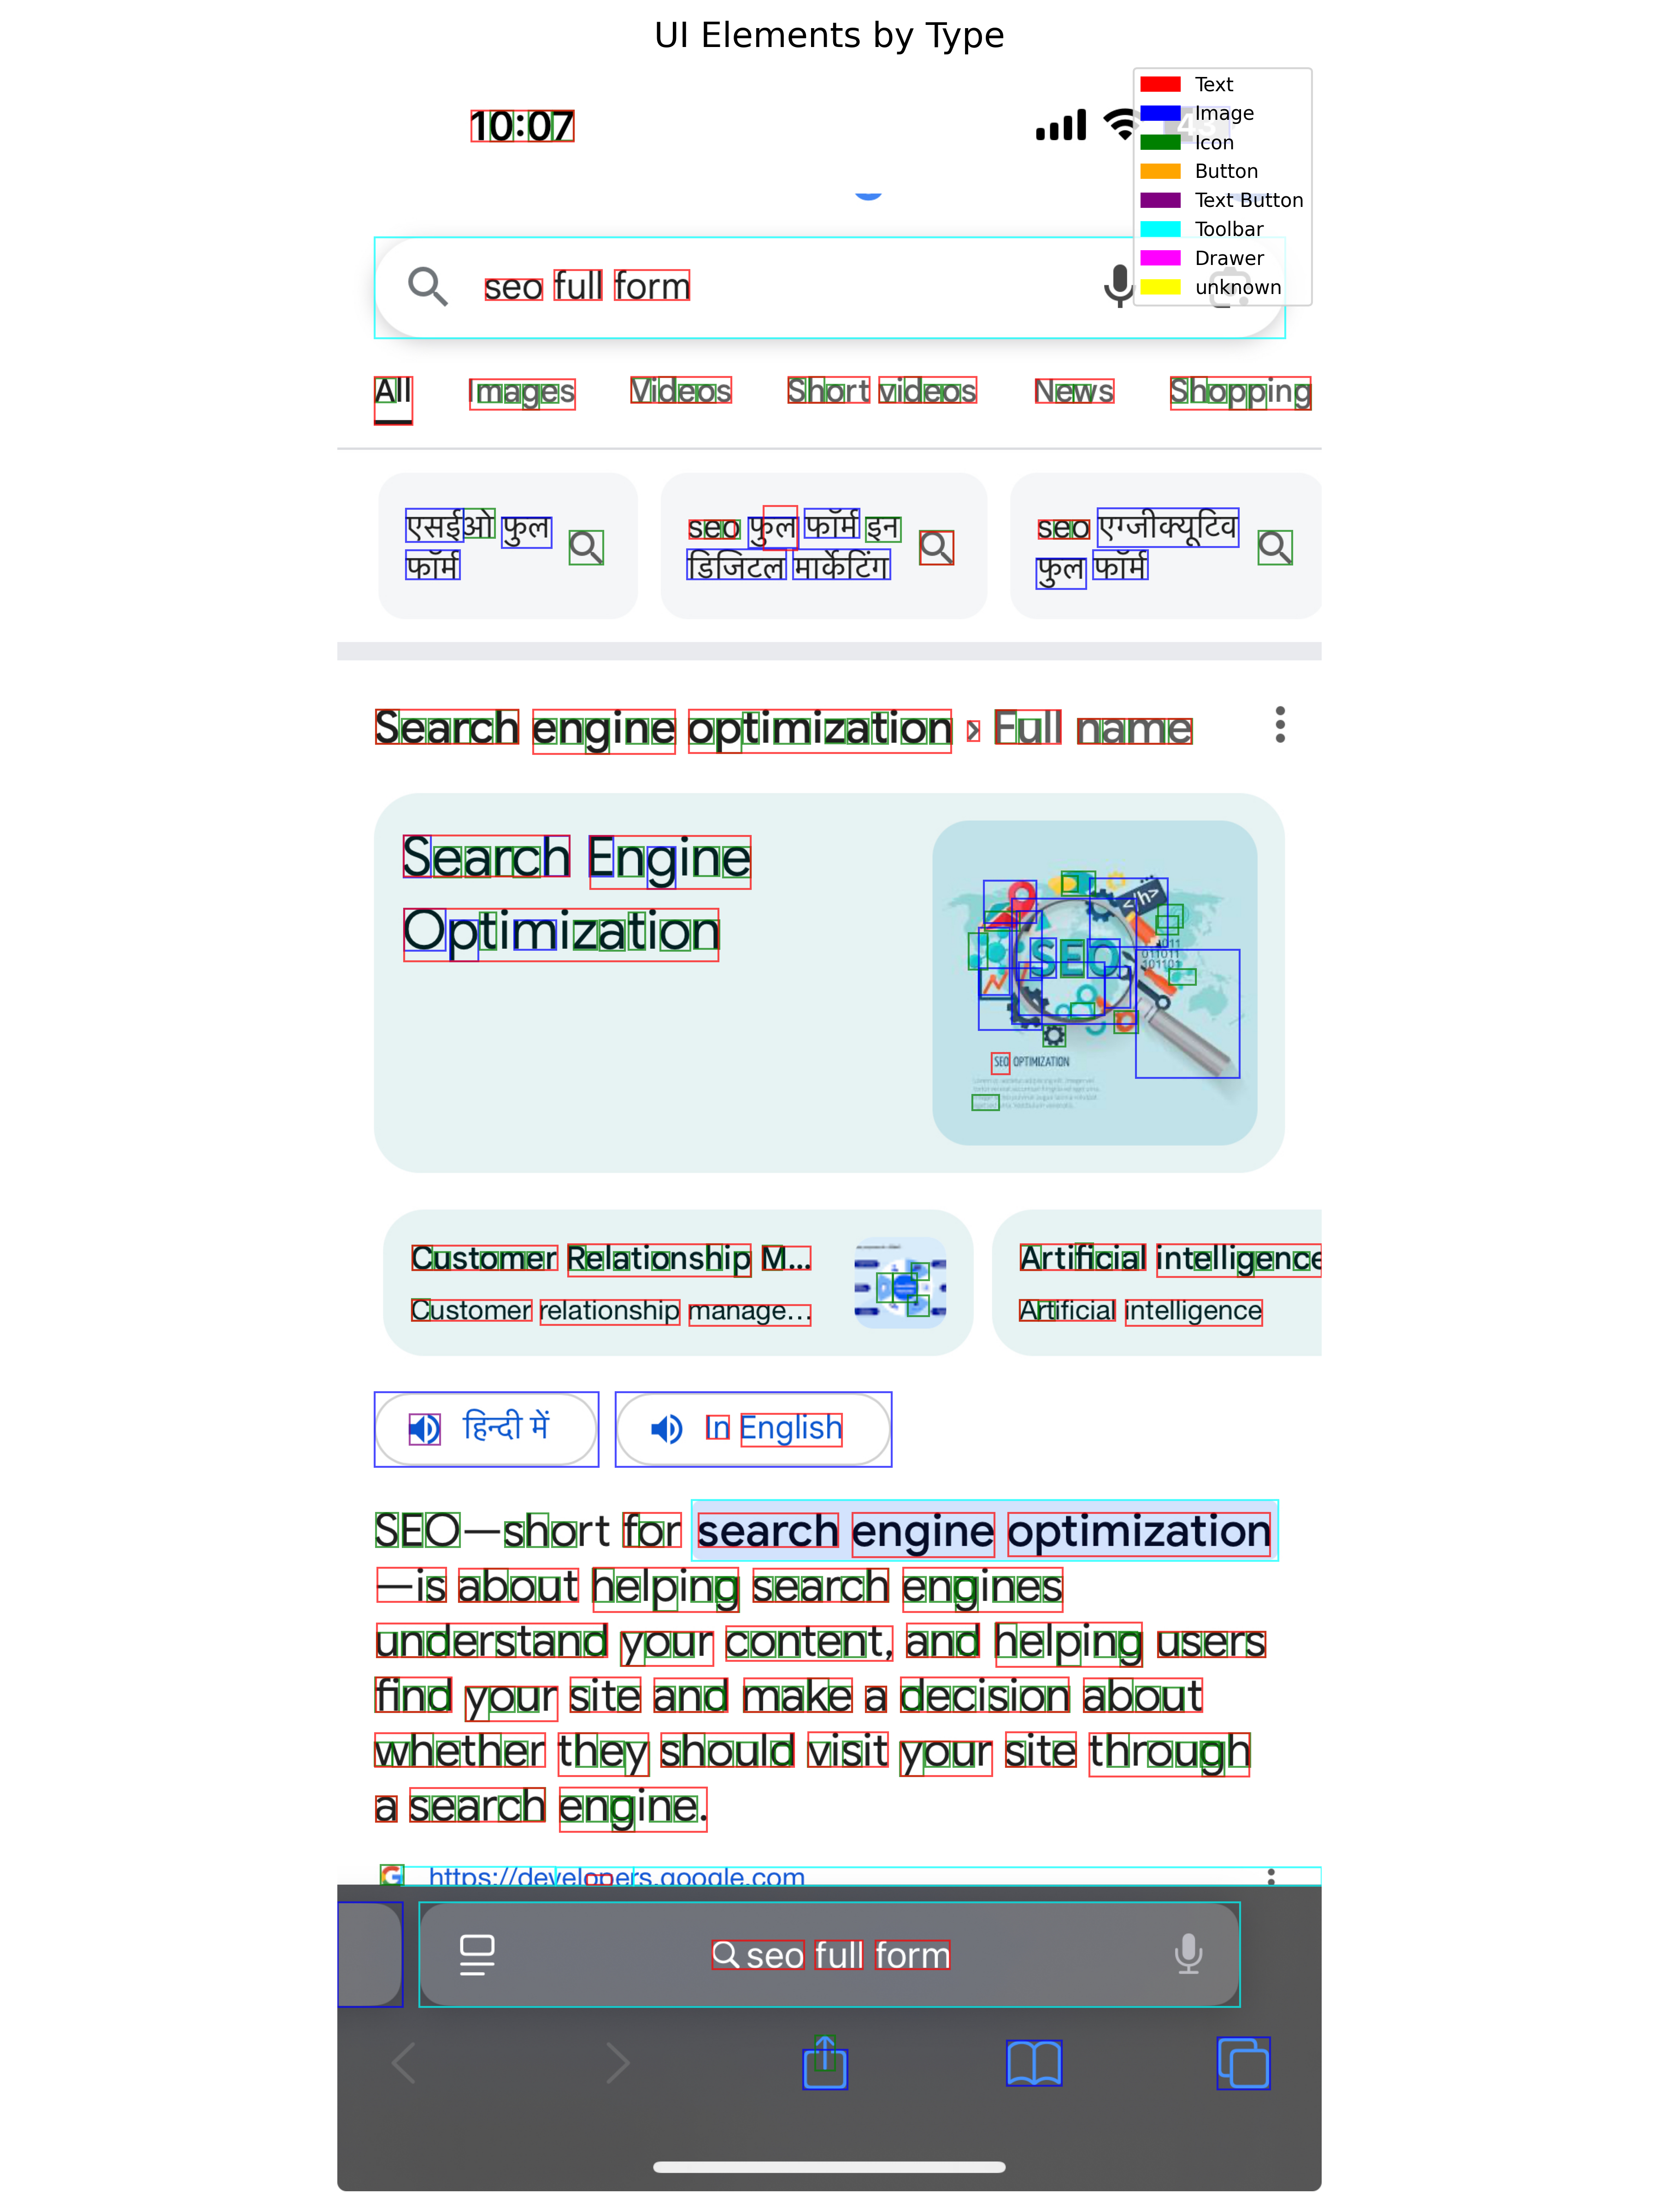 UI Elements by Type
Text
Image
Icon
Button
Text Button
Toolbar
Drawer
unknown
10:07
seo full form
All Images Videos Short videos News Shopping
एसईओ फुल
फॉर्म
seo फुल फॉर्म इन
डिजिटल मार्केटिंग
seo एग्जीक्यूटिव
फुल फॉर्म
Search engine optimization › Full name
Search Engine
Optimization
</h>
1011
011011
101101
SEO
SEO OPTIMIZATION
Customer Relationship M...
Customer relationship manage...
Artificial intelligence
Artificial intelligence
हिन्दी में
In English
SEO—short for search engine optimization
—is about helping search engines
understand your content, and helping users
find your site and make a decision about
whether they should visit your site through
a search engine.
https://developers.google.com
seo full form